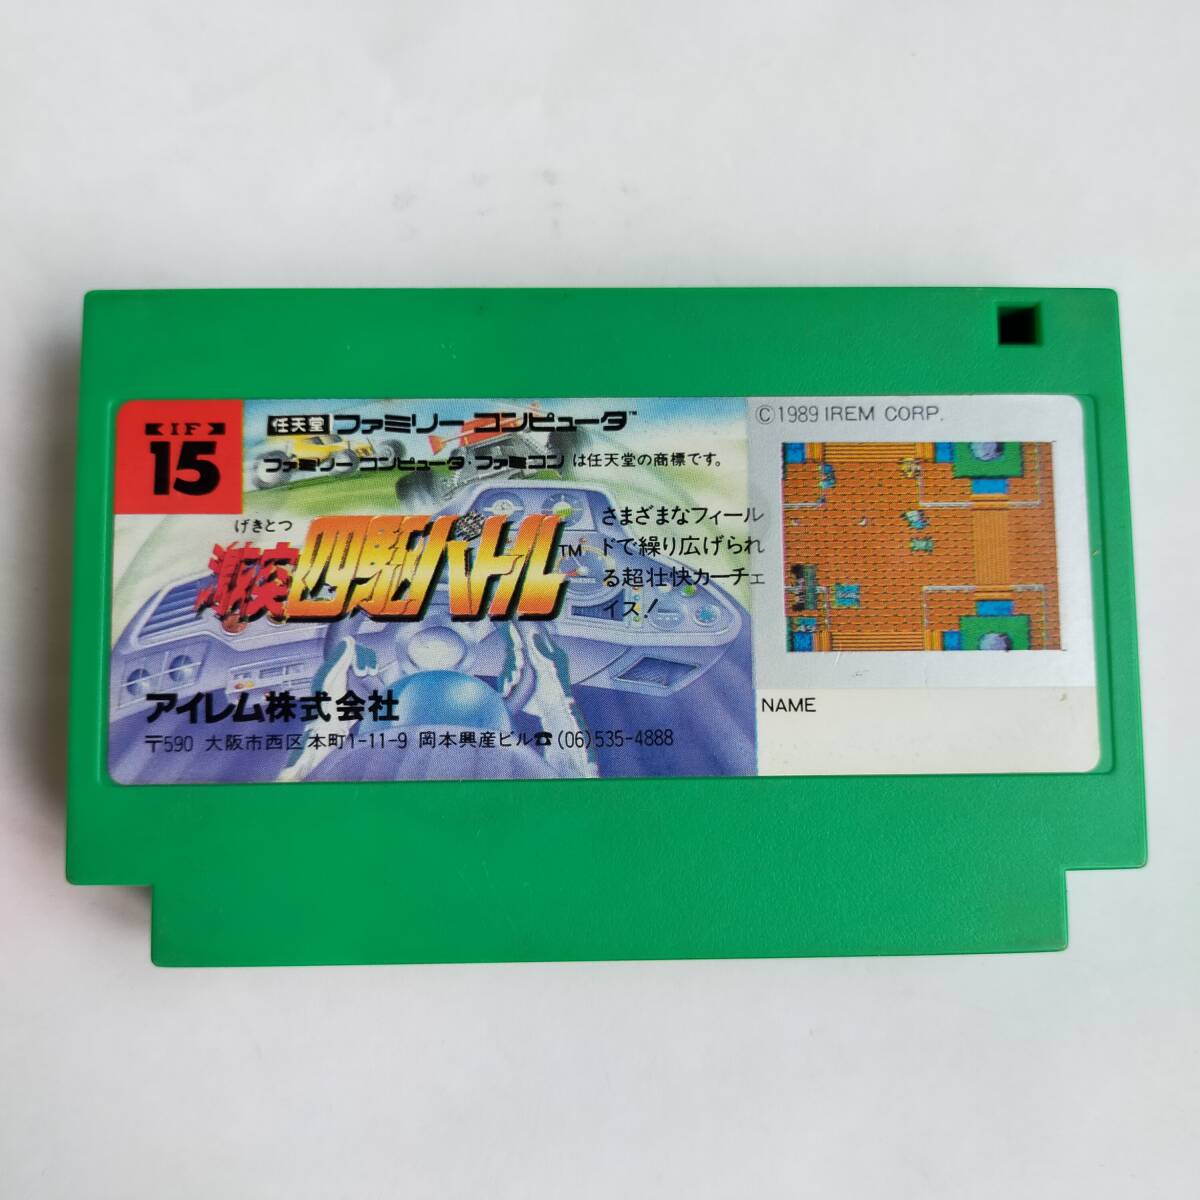 IF
15
任天堂 ファミリー コンピュータ™
ファミリー コンピュータ・ファミコン は任天堂の商標です。
げきとつ
激突四駆バトル™
さまざまなフィール
ドで繰り広げられ
る超壮快カーチェ
イス!
アイレム株式会社
〒590 大阪市西区本町1-11-9 岡本興産ビル☎(06)535-4888
©1989 IREM CORP.
NAME